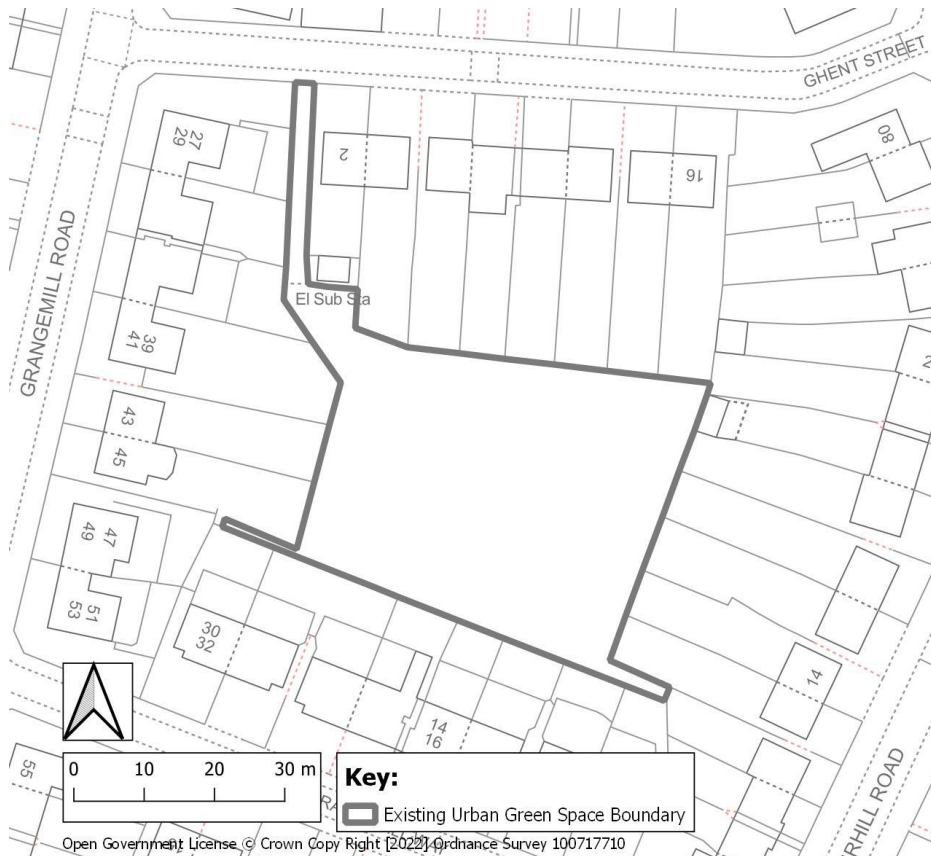 GHENT STREET
GRANGEMILL ROAD
27
29
2
16
80
El Sub Sta
39
41
43
45
47
49
51
53
30
32
14
16
14
55
RHILL ROAD
0 10 20 30 m
Key:
Existing Urban Green Space Boundary
Open Government License © Crown Copy Right [2022] Ordnance Survey 100717710